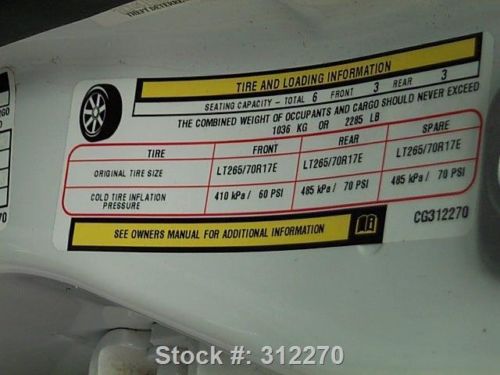 THEFT DETERRE
TIRE AND LOADING INFORMATION
SEATING CAPACITY - TOTAL 6 FRONT 3 REAR 3
THE COMBINED WEIGHT OF OCCUPANTS AND CARGO SHOULD NEVER EXCEED
1036 KG OR 2285 LB
TIRE FRONT REAR SPARE
ORIGINAL TIRE SIZE LT265/70R17E LT265/70R17E LT265/70R17E
COLD TIRE INFLATION PRESSURE 410 kPa / 60 PSI 485 kPa / 70 PSI 485 kPa / 70 PSI
SEE OWNERS MANUAL FOR ADDITIONAL INFORMATION
CG312270
Stock #: 312270